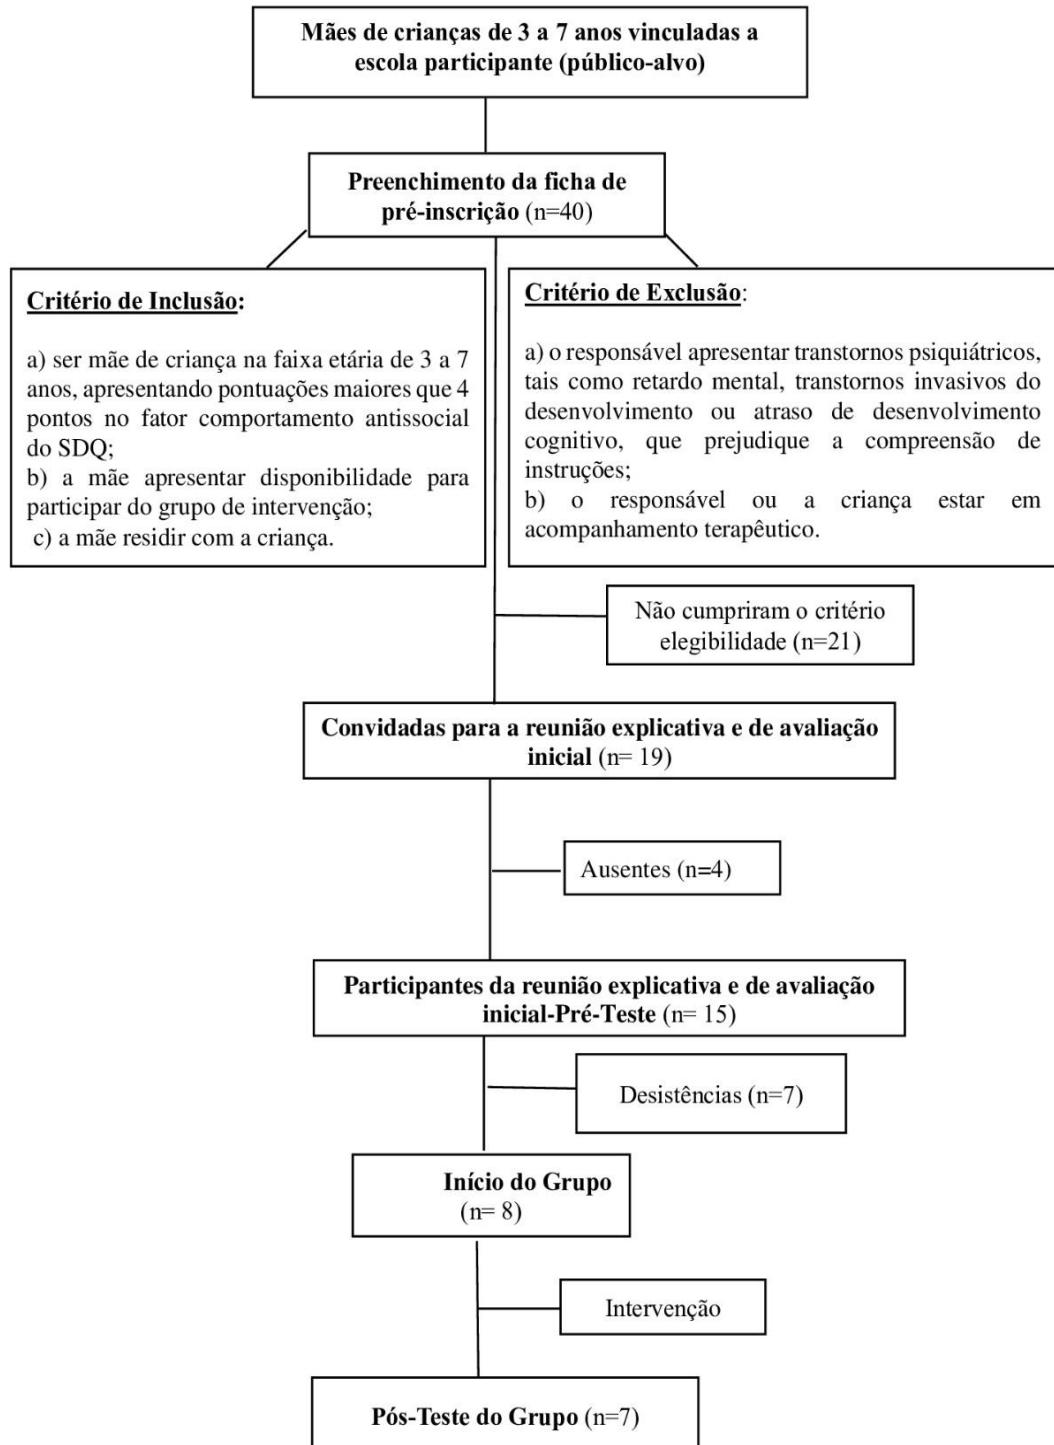 Mães de crianças de 3 a 7 anos vinculadas a
escola participante (público-alvo)
Preenchimento da ficha de
pré-inscrição (n=40)
Critério de Inclusão:
a) ser mãe de criança na faixa etária de 3 a 7
anos, apresentando pontuações maiores que 4
pontos no fator comportamento antissocial
do SDQ;
b) a mãe apresentar disponibilidade para
participar do grupo de intervenção;
c) a mãe residir com a criança.
Critério de Exclusão:
a) o responsável apresentar transtornos psiquiátricos,
tais como retardo mental, transtornos invasivos do
desenvolvimento ou atraso de desenvolvimento
cognitivo, que prejudique a compreensão de
instruções;
b) o responsável ou a criança estar em
acompanhamento terapêutico.
Não cumpriram o critério
elegibilidade (n=21)
Convidadas para a reunião explicativa e de avaliação
inicial (n= 19)
Ausentes (n=4)
Participantes da reunião explicativa e de avaliação
inicial-Pré-Teste (n= 15)
Desistências (n=7)
Início do Grupo
(n= 8)
Intervenção
Pós-Teste do Grupo (n=7)